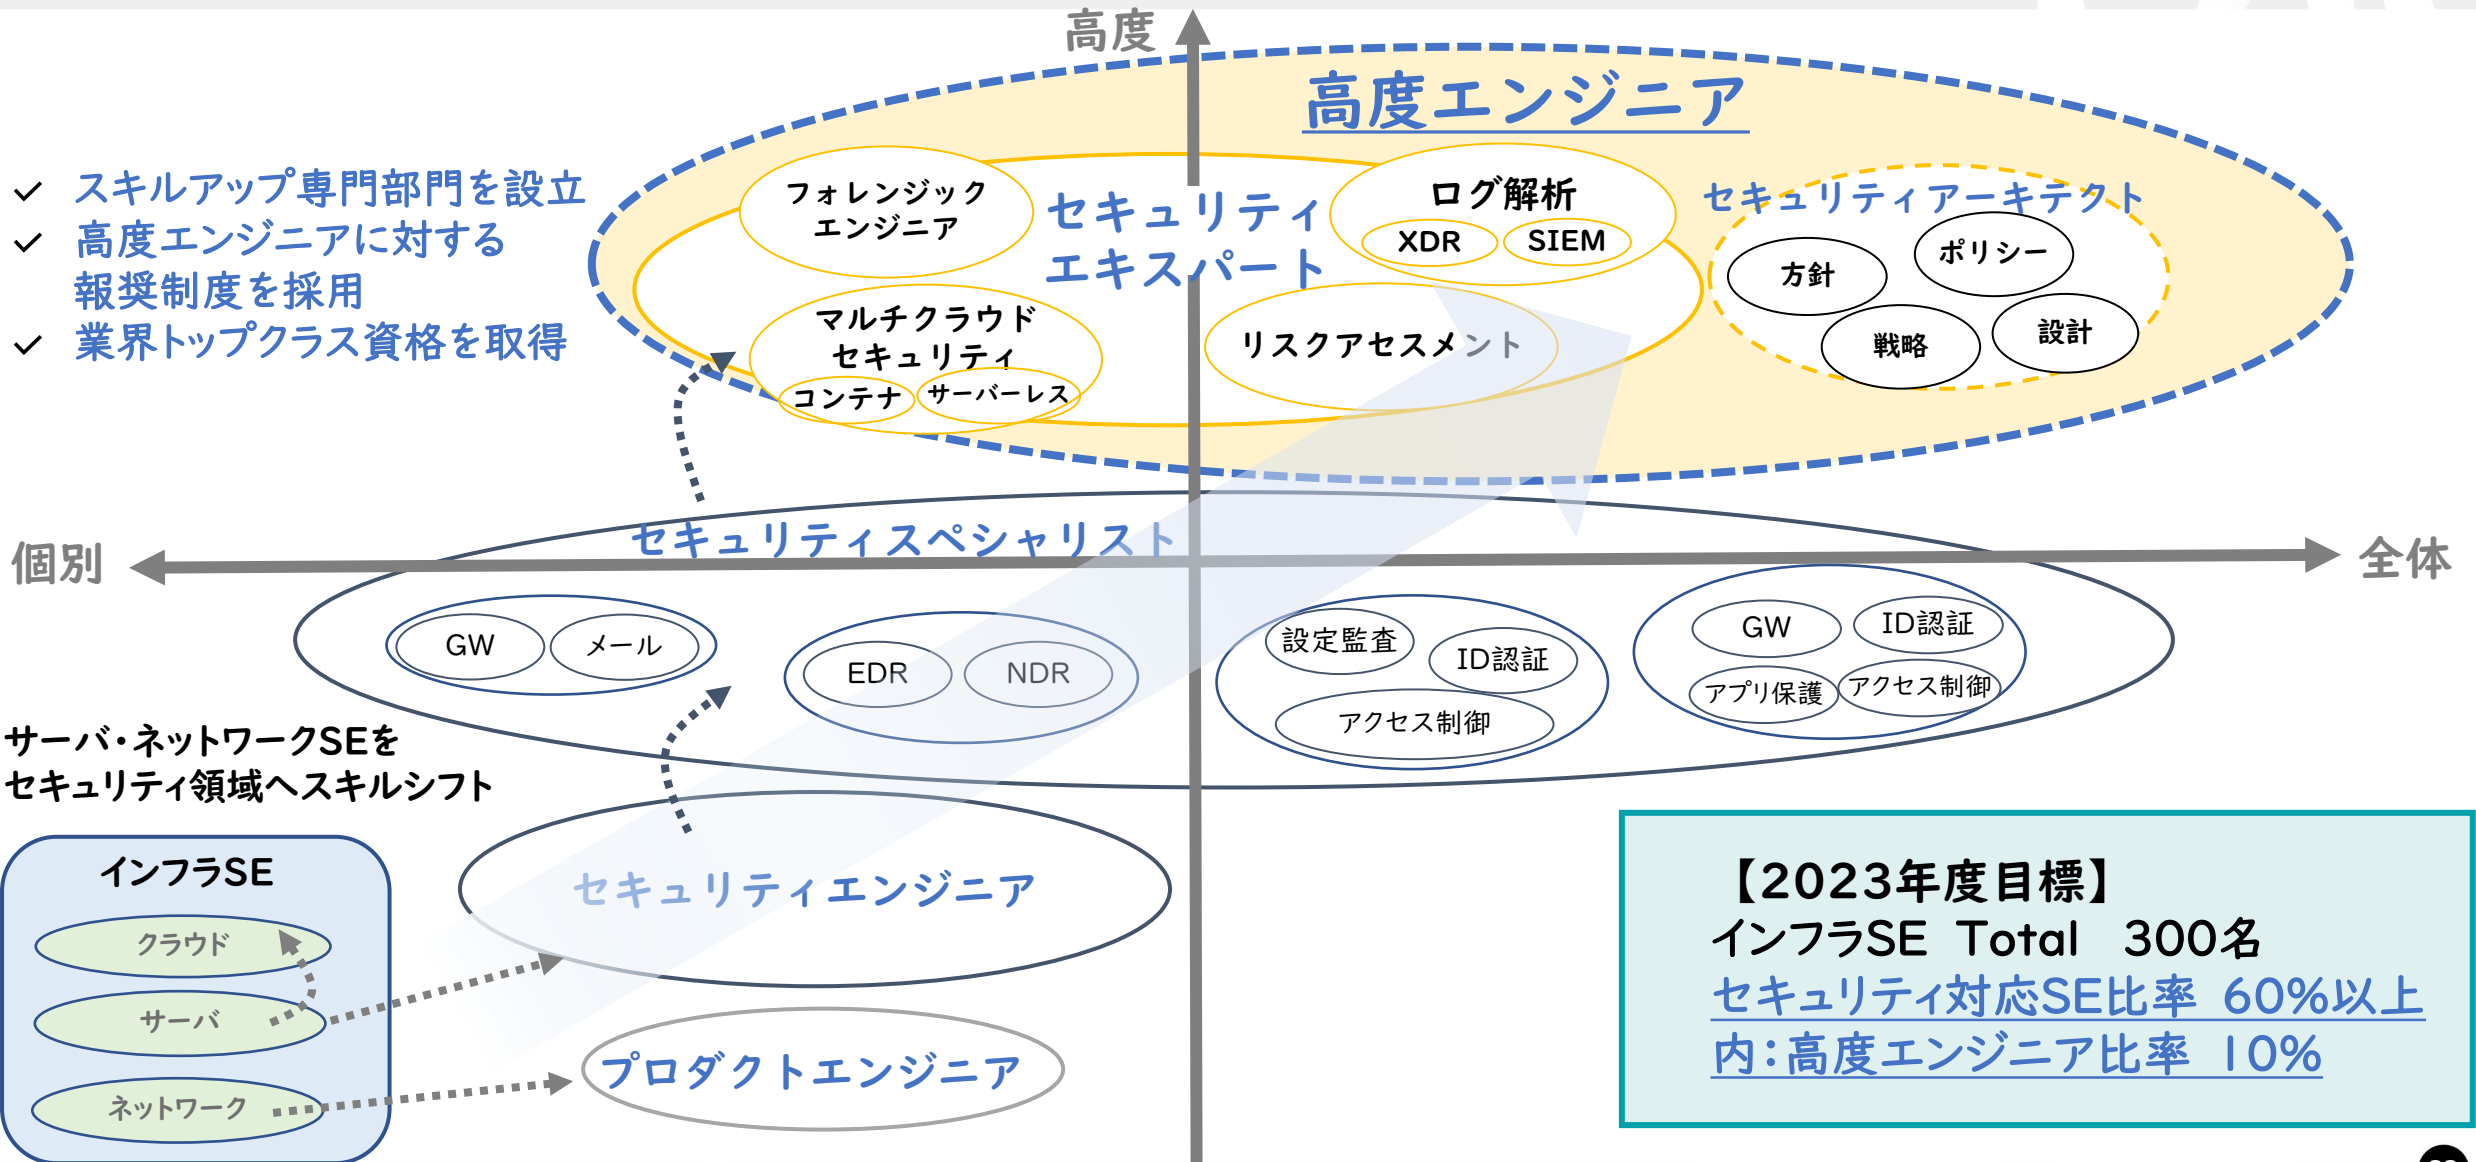 高度
高度エンジニア
スキルアップ専門部門を設立
高度エンジニアに対する
報奨制度を採用
業界トップクラス資格を取得
フォレンジック
エンジニア
セキュリティ
エキスパート
ログ解析
XDR
SIEM
セキュリティアーキテクト
方針
ポリシー
戦略
設計
マルチクラウド
セキュリティ
コンテナ
サーバーレス
リスクアセスメント
セキュリティスペシャリスト
個別
全体
GW
メール
EDR
NDR
設定監査
ID認証
アクセス制御
GW
ID認証
アプリ保護
アクセス制御
サーバ・ネットワークSEを
セキュリティ領域へスキルシフト
インフラSE
クラウド
サーバ
ネットワーク
セキュリティエンジニア
プロダクトエンジニア
【2023年度目標】
インフラSE Total 300名
セキュリティ対応SE比率 60%以上
内：高度エンジニア比率 10%